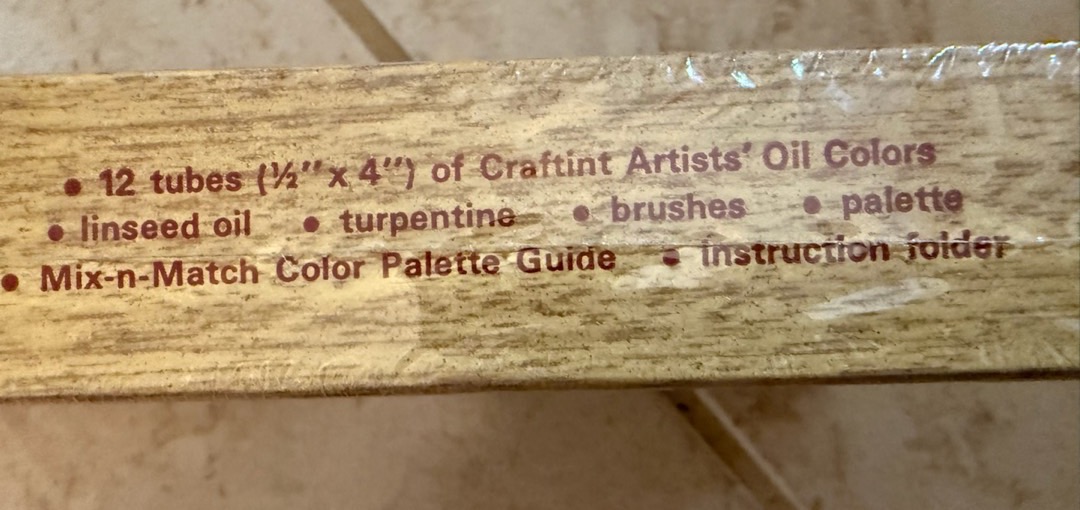 • 12 tubes (½" x 4") of Craftint Artists' Oil Colors
• linseed oil • turpentine • brushes • palette
• Mix-n-Match Color Palette Guide • instruction folder